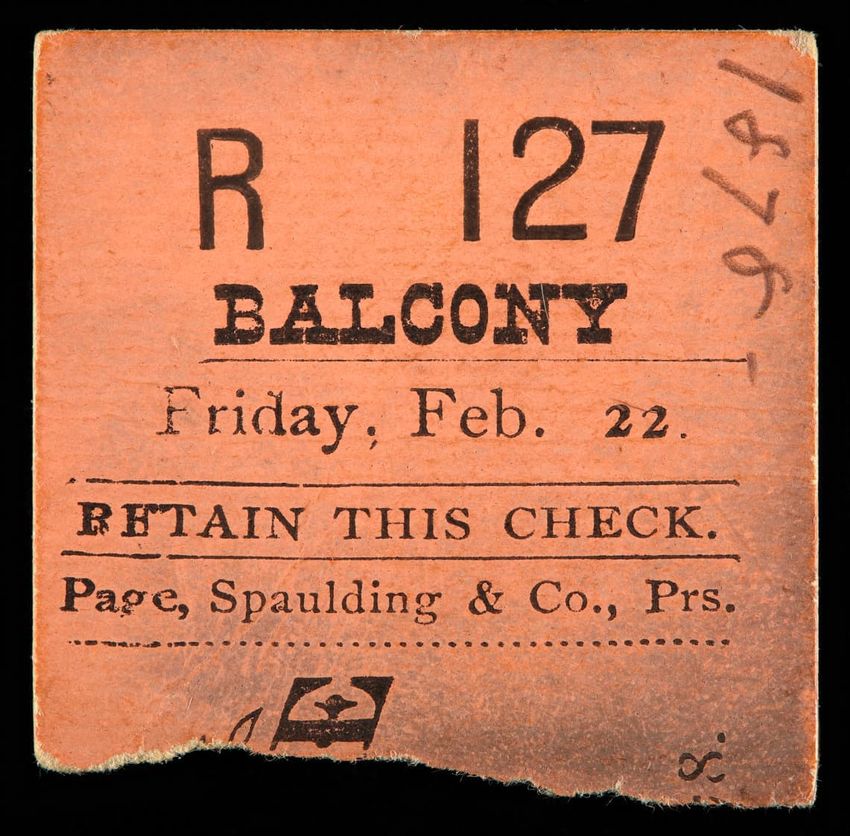 R 127
BALCONY
Friday, Feb. 22.
RETAIN THIS CHECK.
Page, Spaulding & Co., Prs.
1876-